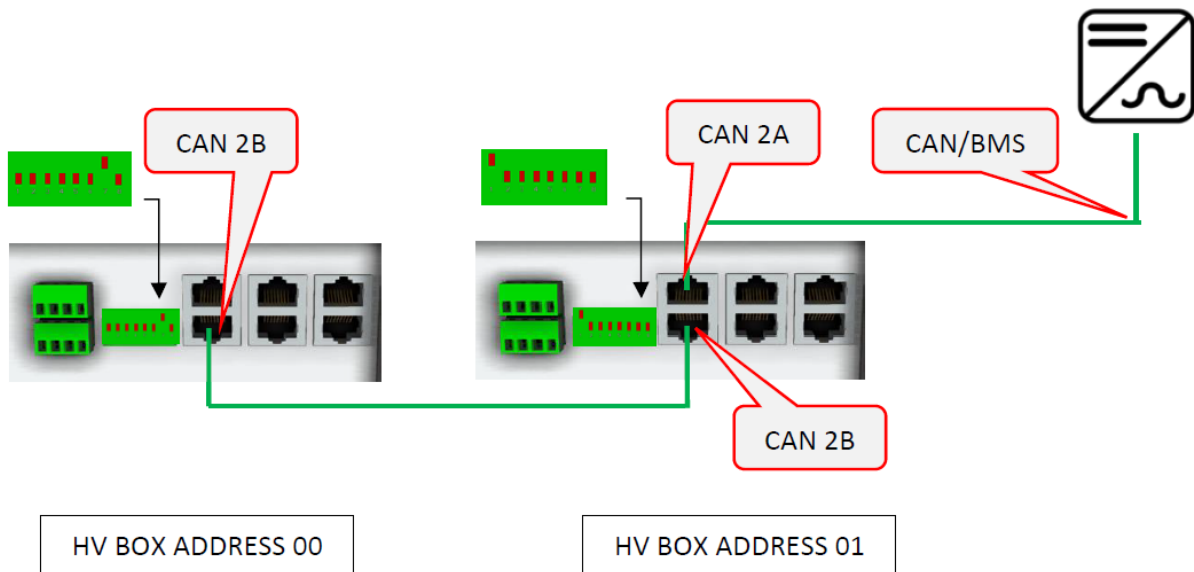 CAN 2B
CAN 2A
CAN/BMS
CAN 2B
HV BOX ADDRESS 00
HV BOX ADDRESS 01